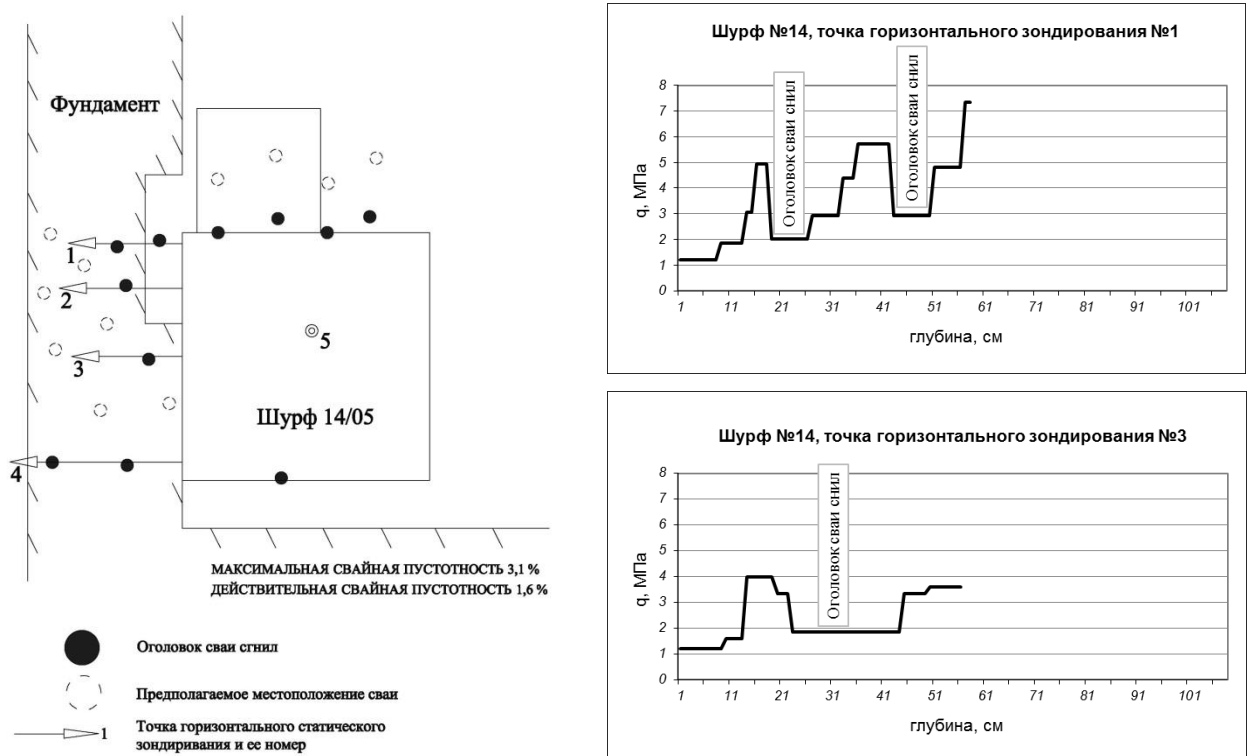 Фундамент
1
2
3
4
5
Шурф 14/05
МАКСИМАЛЬНАЯ СВАЙНАЯ ПУСТОТНОСТЬ 3,1 %
ДЕЙСТВИТЕЛЬНАЯ СВАЙНАЯ ПУСТОТНОСТЬ 1,6 %
Оголовок сваи сгнил
Предполагаемое местоположение сваи
1
Точка горизонтального статического
зондиривания и ее номер
Шурф №14, точка горизонтального зондирования №1
Оголовок сваи снил
Оголовок сваи снил
q, МПа
8
7
6
5
4
3
2
1
0
1 11 21 31 41 51 61 71 81 91 101
глубина, см
Шурф №14, точка горизонтального зондирования №3
Оголовок сваи снил
q, МПа
8
7
6
5
4
3
2
1
0
1 11 21 31 41 51 61 71 81 91 101
глубина, см